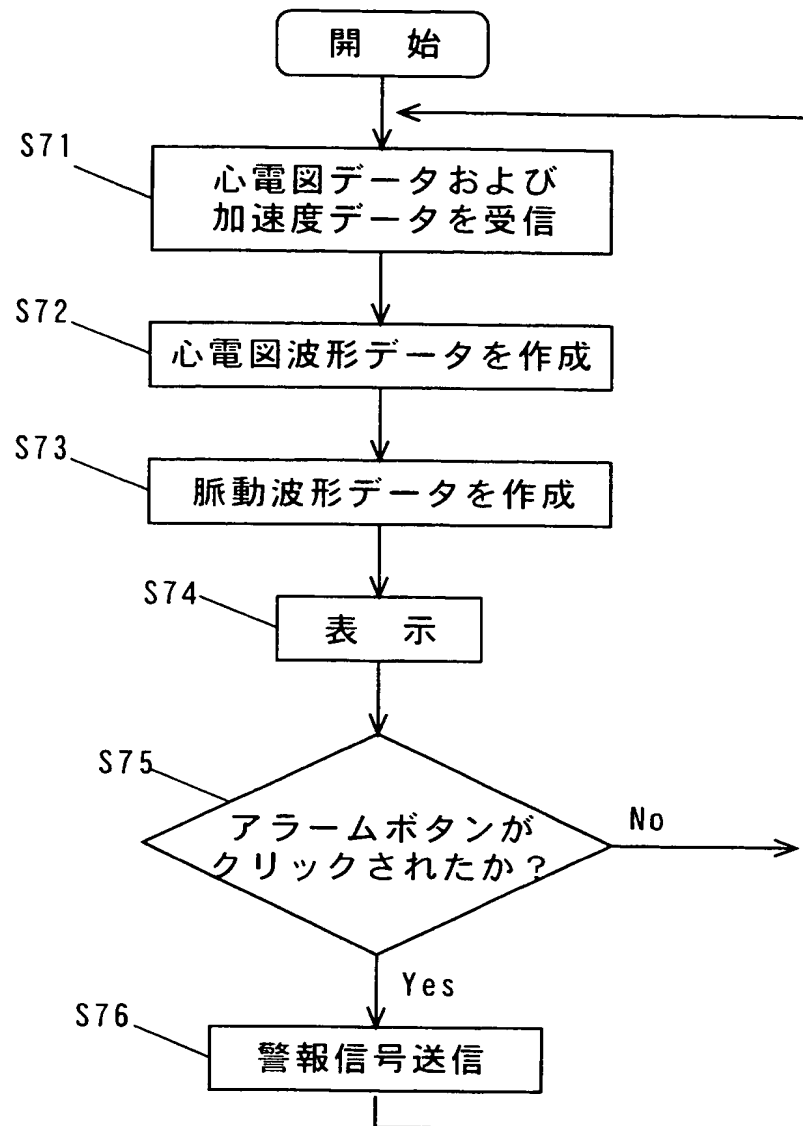 開 始
S71
心電図データおよび
加速度データを受信
S72
心電図波形データを作成
S73
脈動波形データを作成
S74
表 示
S75
アラームボタンが
クリックされたか？
No
Yes
S76
警報信号送信